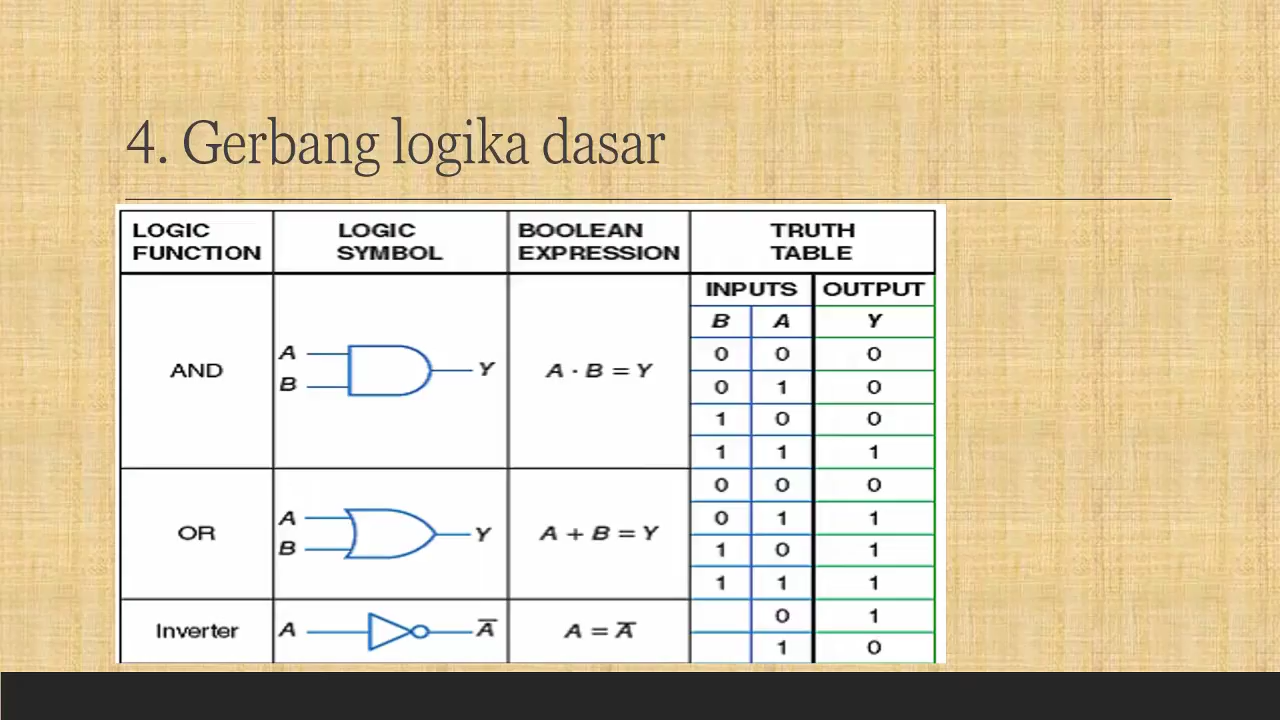 4. Gerbang logika dasar
LOGIC FUNCTION LOGIC SYMBOL BOOLEAN EXPRESSION TRUTH TABLE
INPUTS OUTPUT
B A Y
AND A B Y A · B = Y
0 0 0
0 1 0
1 0 0
1 1 1
OR A B Y A + B = Y
0 0 0
0 1 1
1 0 1
1 1 1
Inverter A A̅ A = A̅
0 1
1 0